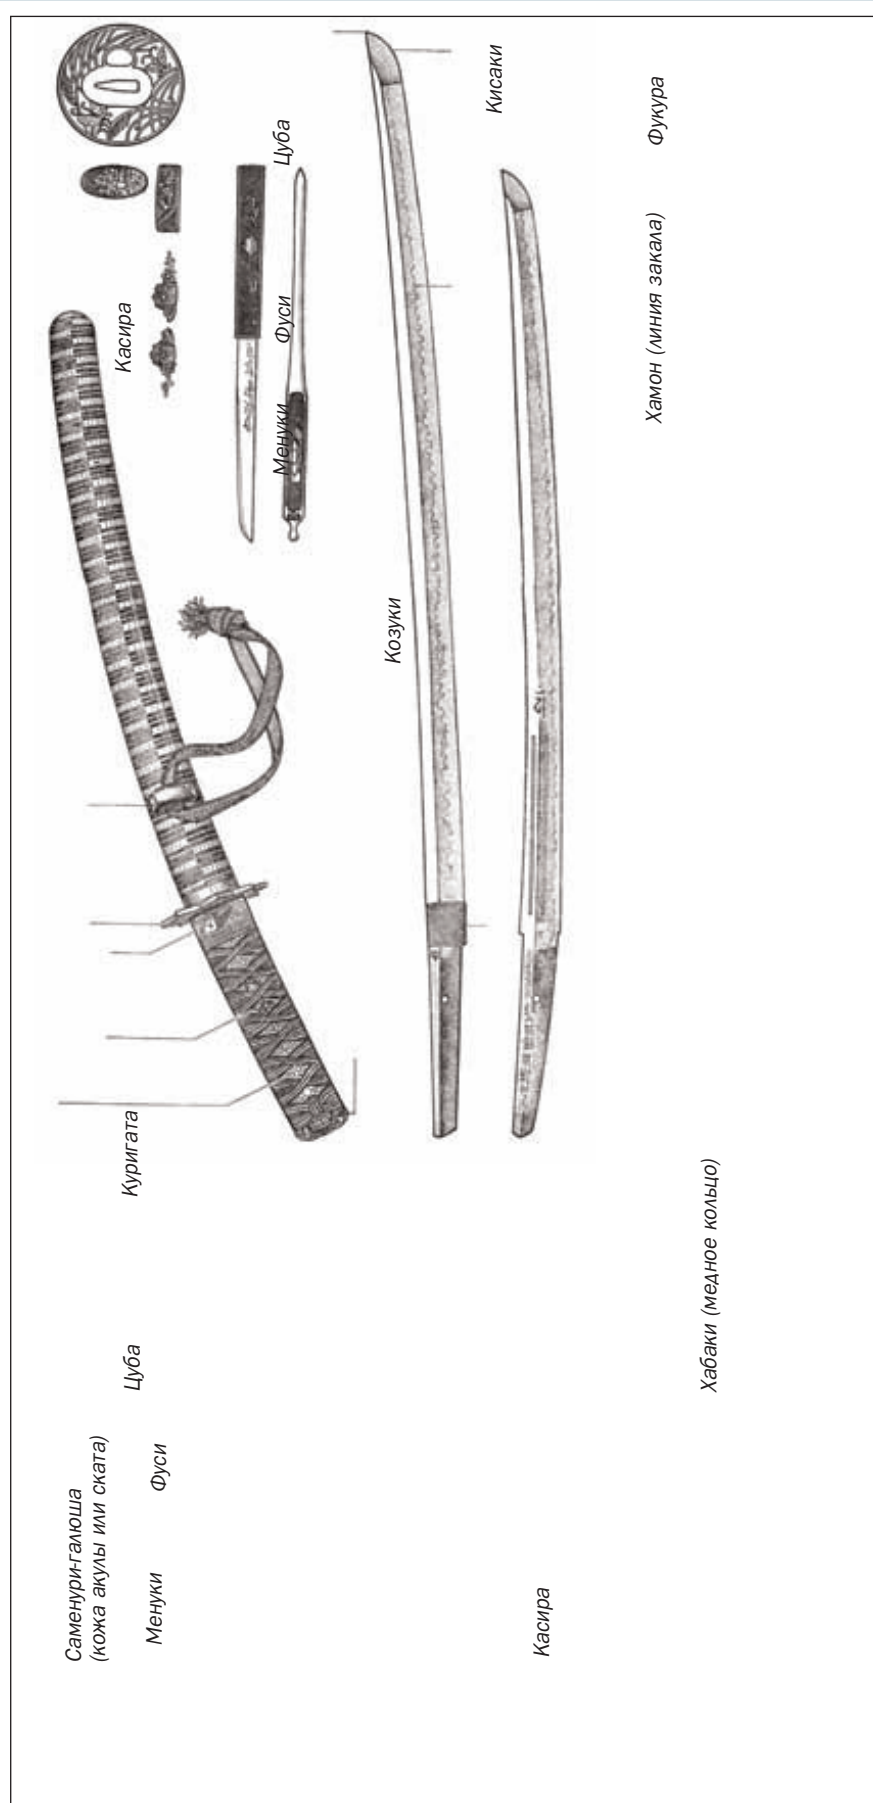 Цуба
Касира
Фуси
Менуки
Козуки
Кисаки
Фукура
Хамон (линия закала)
Куригата
Цуба
Фуси
Саменури-галюша
(кожа акулы или ската)
Менуки
Касира
Хабаки (медное кольцо)